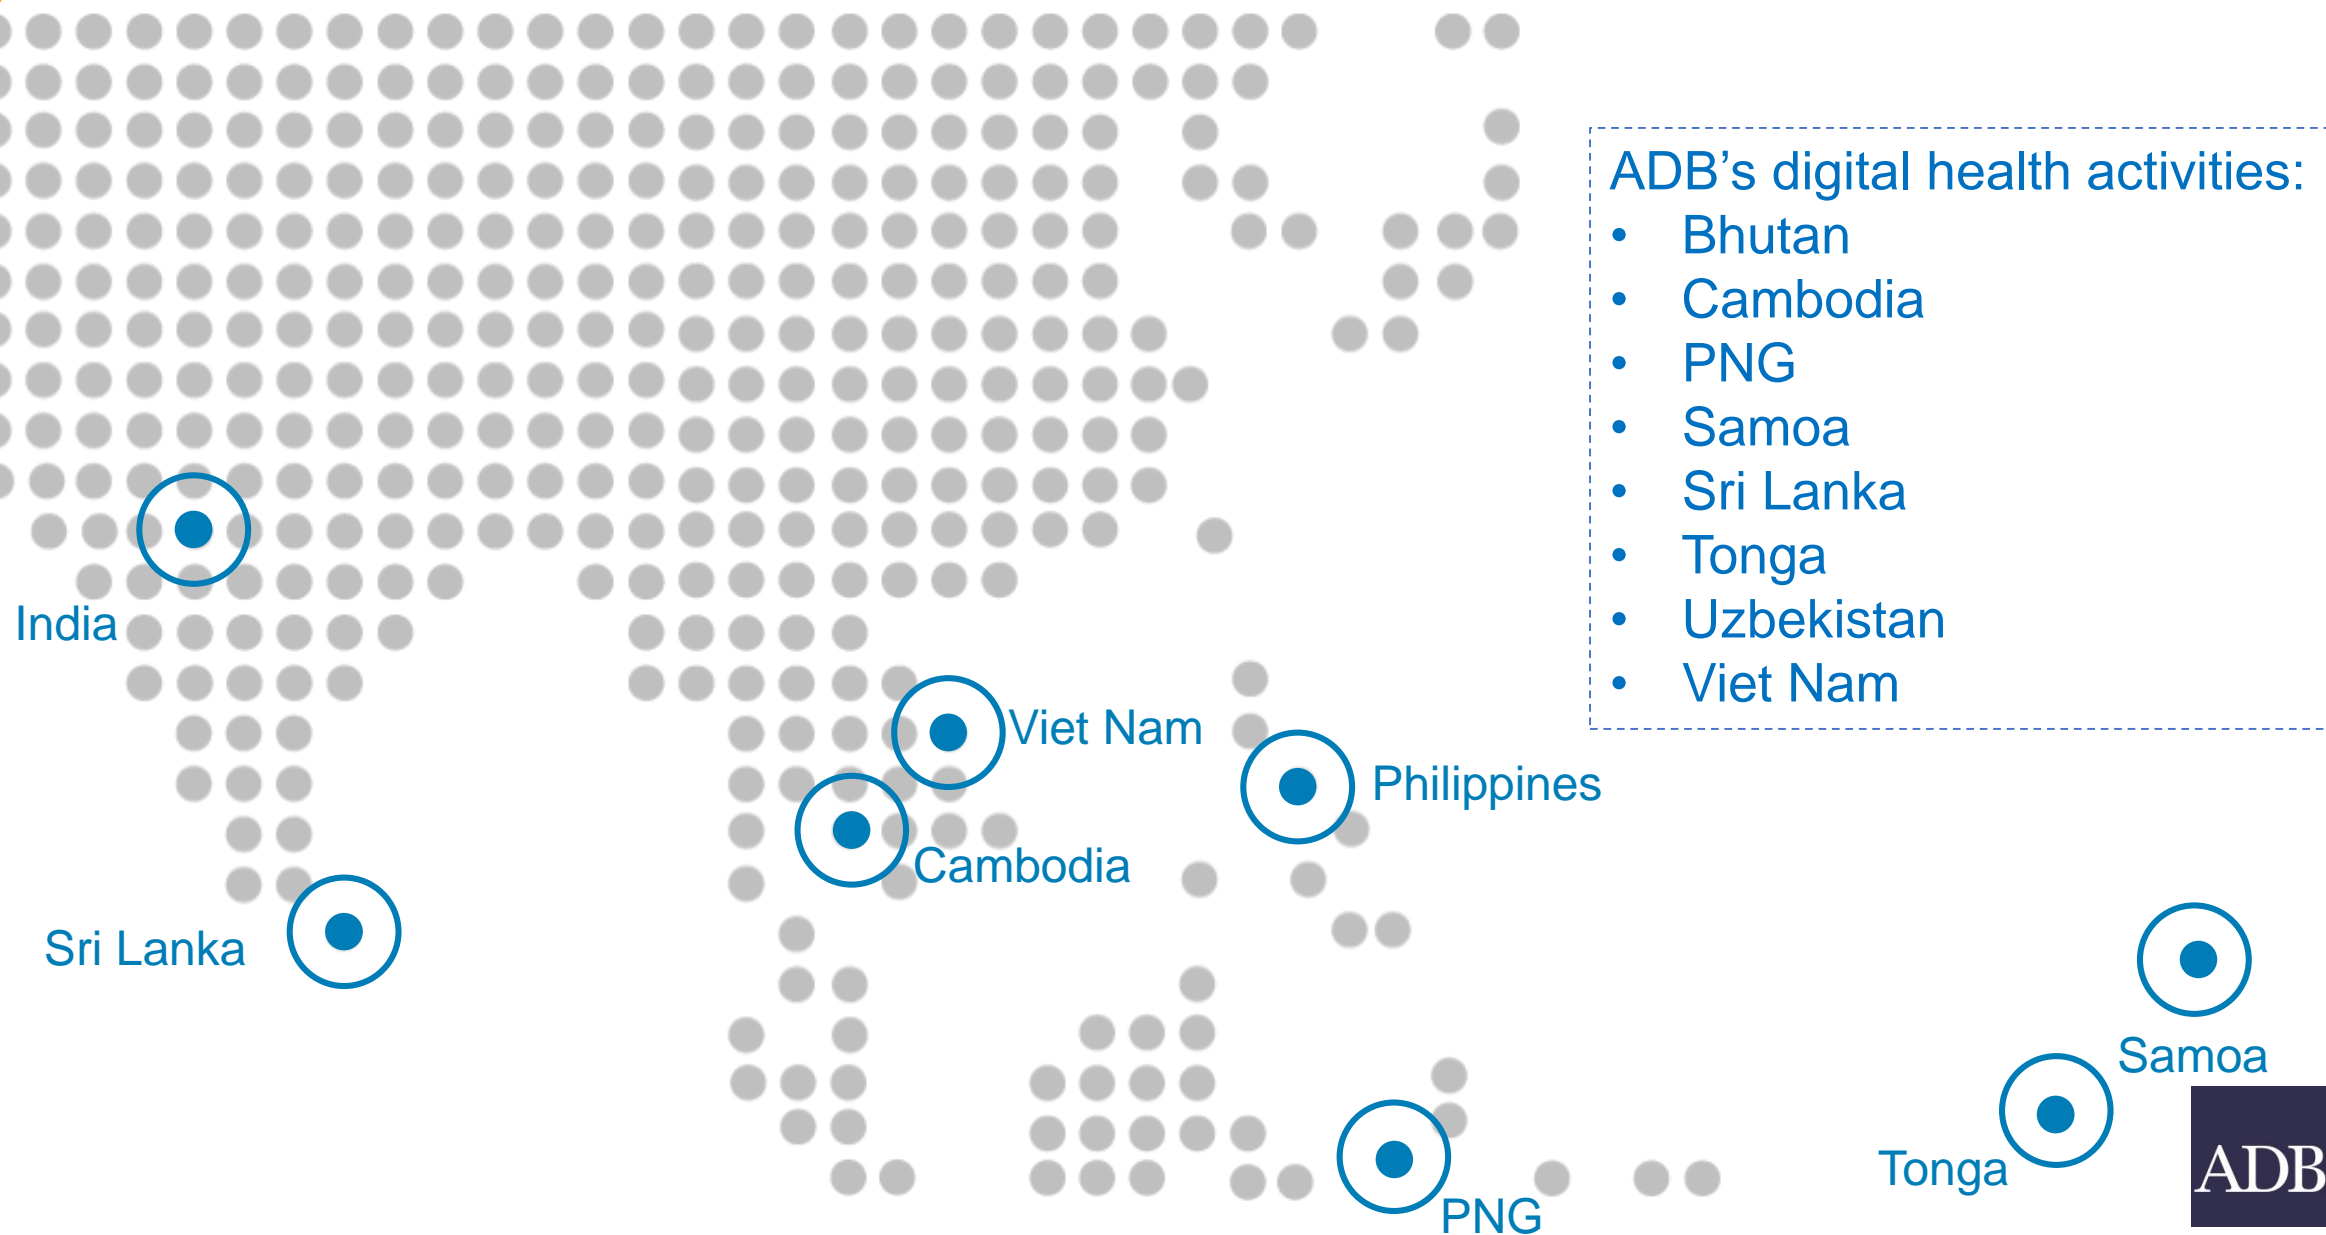 ADB’s digital health activities:
• Bhutan
• Cambodia
• PNG
• Samoa
• Sri Lanka
• Tonga
• Uzbekistan
• Viet Nam
India
Viet Nam
Philippines
Cambodia
Sri Lanka
Samoa
Tonga
PNG
ADB